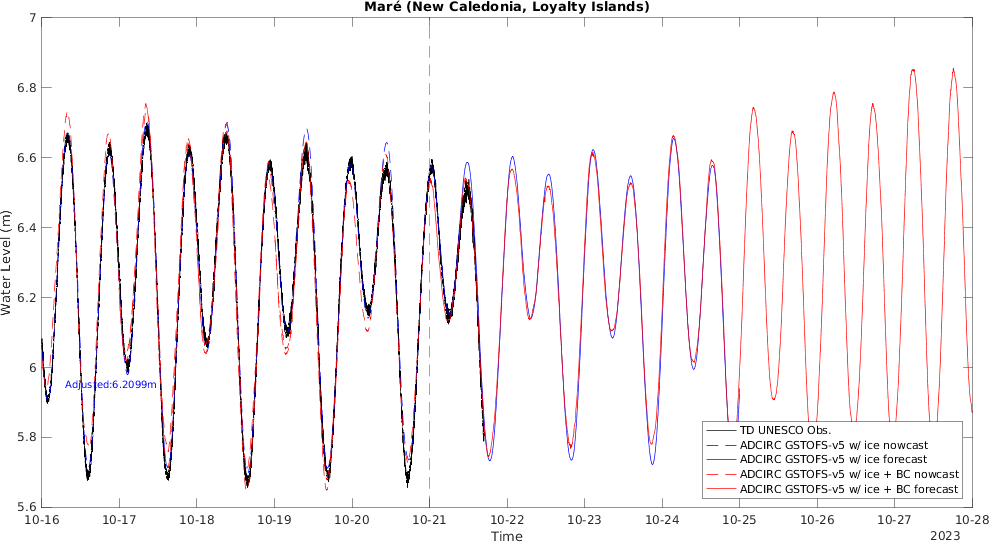 Maré (New Caledonia, Loyalty Islands)
Water Level (m)
7
6.8
6.6
6.4
6.2
6
5.8
5.6
Adjusted:6.2099m
TD UNESCO Obs.
ADCIRC GSTOFS-v5 w/ ice nowcast
ADCIRC GSTOFS-v5 w/ ice forecast
ADCIRC GSTOFS-v5 w/ ice + BC nowcast
ADCIRC GSTOFS-v5 w/ ice + BC forecast
10-16 10-17 10-18 10-19 10-20 10-21 10-22 10-23 10-24 10-25 10-26 10-27 10-28
Time
2023